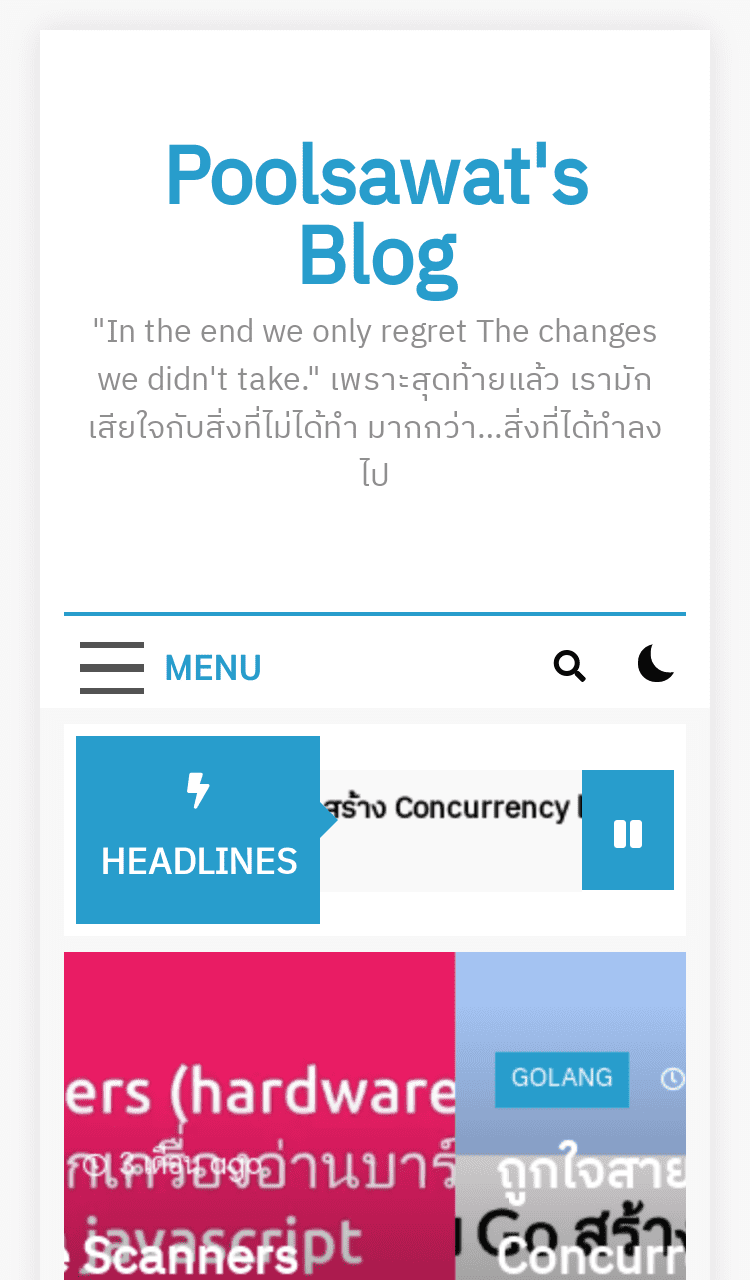 Poolsawat's
Blog
"In the end we only regret The changes
we didn't take." เพราะสุดท้ายแล้ว เรามัก
เสียใจกับสิ่งที่ไม่ได้ทำ มากกว่า...สิ่งที่ได้ทำลง
ไป
MENU
HEADLINES
สร้าง Concurrency
GOLANG
ers (hardware
3 เดือน ago
กเครื่องอ่านบาร์
ถูกใจสาย
javascript
Scanners
Go สร้าง
Concurr